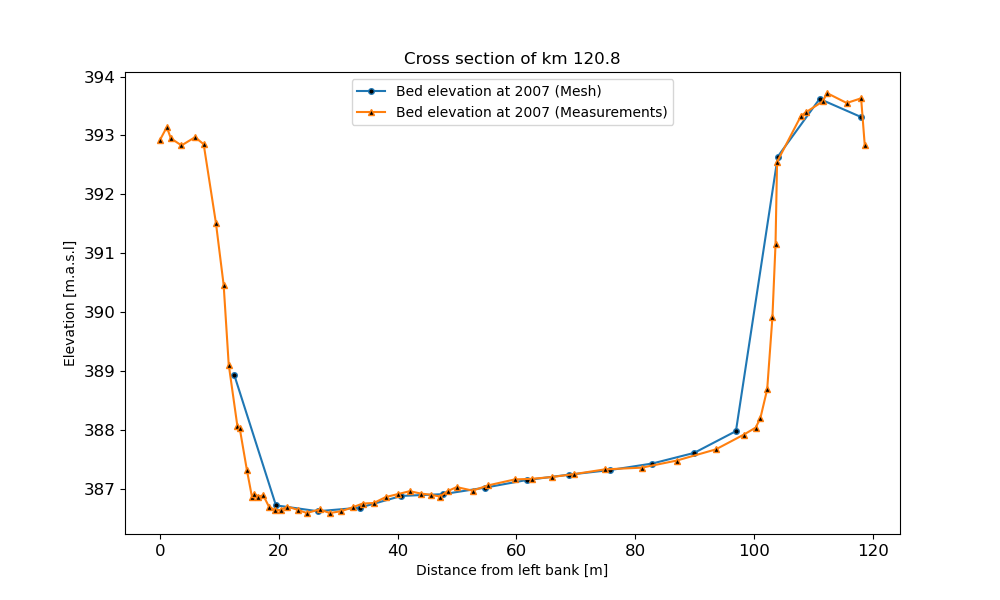 Cross section of km 120.8
Bed elevation at 2007 (Mesh)
Bed elevation at 2007 (Measurements)
394
393
392
391
390
389
388
387
Elevation [m.a.s.l]
0 20 40 60 80 100 120
Distance from left bank [m]